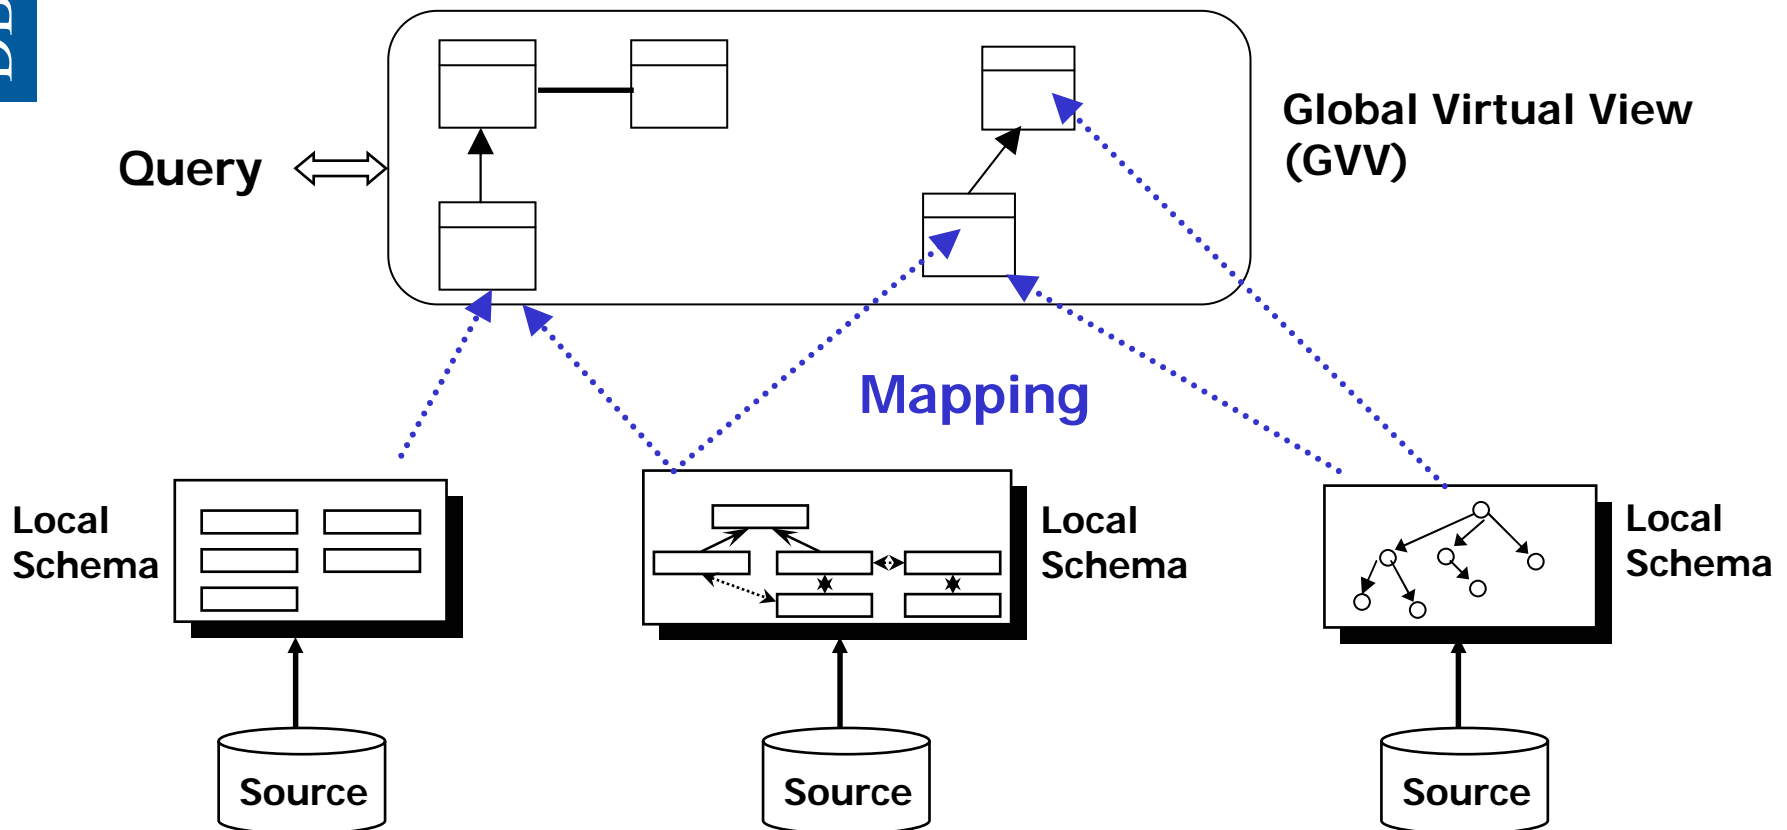 Global Virtual View
(GVV)
Query
Mapping
Local
Schema
Local
Schema
Local
Schema
Source
Source
Source